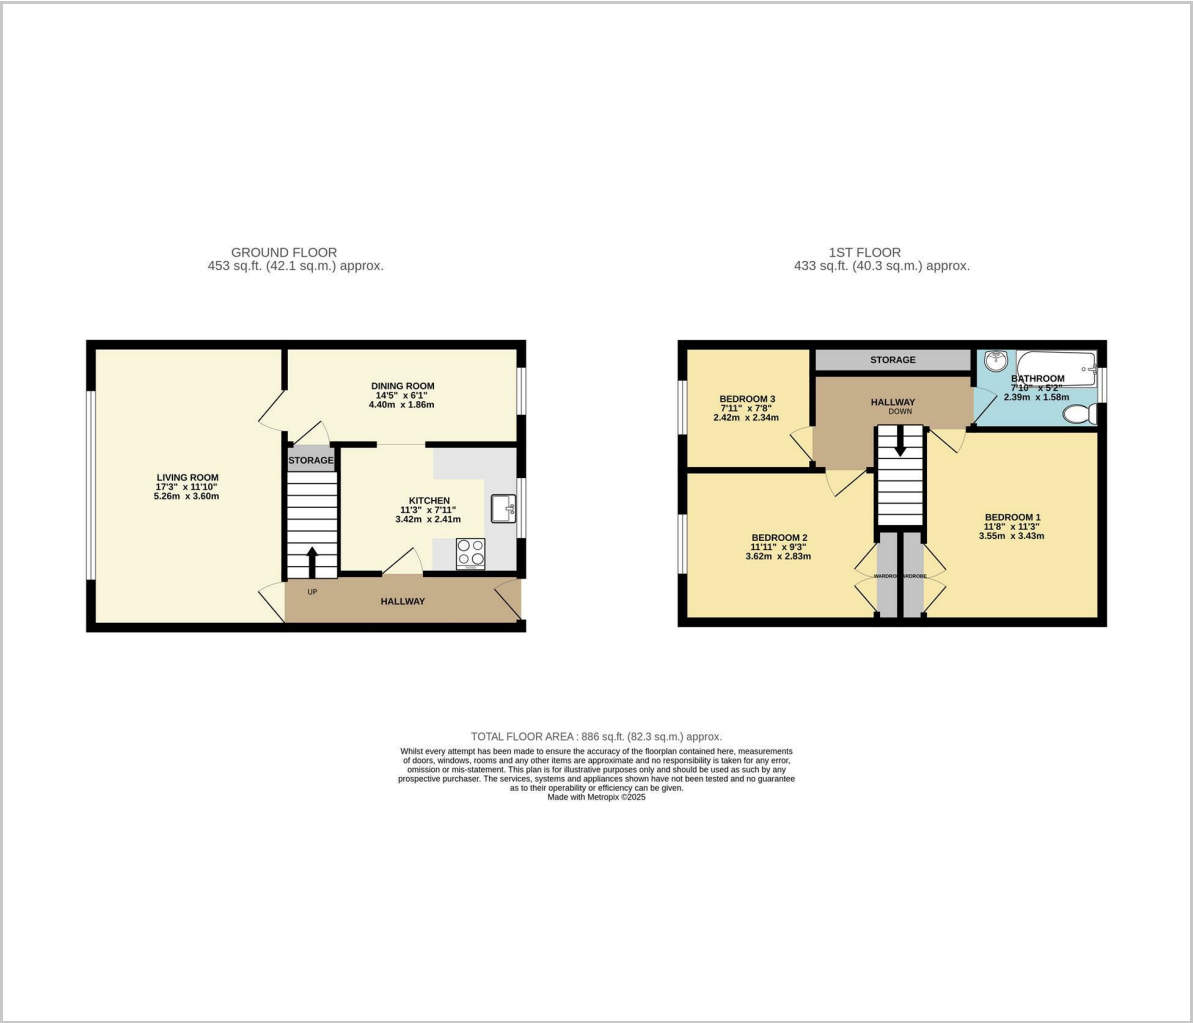 GROUND FLOOR
453 sq.ft. (42.1 sq.m.) approx.
1ST FLOOR
433 sq.ft. (40.3 sq.m.) approx.
DINING ROOM
14'5" x 6'1"
4.40m x 1.86m
STORAGE
LIVING ROOM
17'3" x 11'10"
5.26m x 3.60m
KITCHEN
11'3" x 7'11"
3.42m x 2.41m
UP
HALLWAY
STORAGE
BATHROOM
7'10" x 5'2"
2.39m x 1.58m
BEDROOM 3
7'11" x 7'8"
2.42m x 2.34m
HALLWAY
DOWN
BEDROOM 1
11'8" x 11'3"
3.55m x 3.43m
BEDROOM 2
11'11" x 9'3"
3.62m x 2.83m
TOTAL FLOOR AREA : 886 sq.ft. (82.3 sq.m.) approx.
Whilst every attempt has been made to ensure the accuracy of the floorplan contained here, measurements
of doors, windows, rooms and any other items are approximate and no responsibility is taken for any error,
omission or mis-statement. This plan is for illustrative purposes only and should be used as such by any
prospective purchaser. The services, systems and appliances shown have not been tested and no guarantee
as to their operability or efficiency can be given.
Made with Metropix ©2025